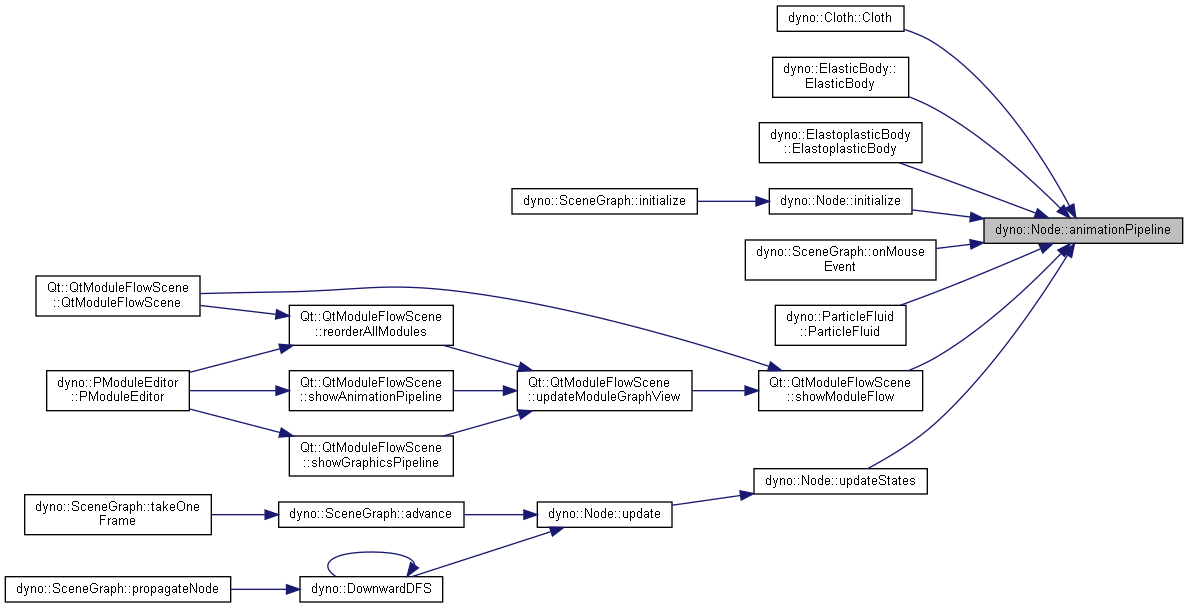 dyno::Cloth::Cloth
dyno::ElasticBody::
ElasticBody
dyno::ElastoplasticBody
::ElastoplasticBody
dyno::SceneGraph::initialize
dyno::Node::initialize
dyno::Node::animationPipeline
dyno::SceneGraph::onMouse
Event
dyno::ParticleFluid
::ParticleFluid
Qt::QtModuleFlowScene
::QtModuleFlowScene
Qt::QtModuleFlowScene
::reorderAllModules
dyno::PModuleEditor
::PModuleEditor
Qt::QtModuleFlowScene
::showAnimationPipeline
Qt::QtModuleFlowScene
::updateModuleGraphView
Qt::QtModuleFlowScene
::showModuleFlow
Qt::QtModuleFlowScene
::showGraphicsPipeline
dyno::Node::updateStates
dyno::SceneGraph::takeOne
Frame
dyno::SceneGraph::advance
dyno::Node::update
dyno::SceneGraph::propagateNode
dyno::DownwardDFS